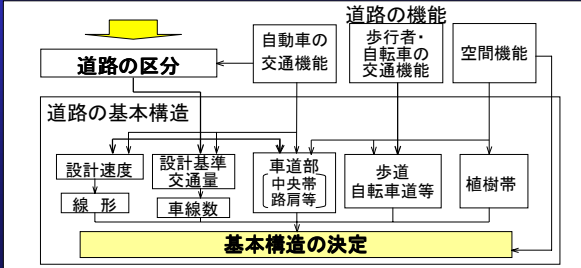 道路の機能
自動車の
交通機能
歩行者・
自転車の
交通機能
空間機能
道路の区分
道路の基本構造
設計速度
設計基準
交通量
車道部
中央帯
路肩等
歩道
自転車道等
植樹帯
線 形
車線数
基本構造の決定